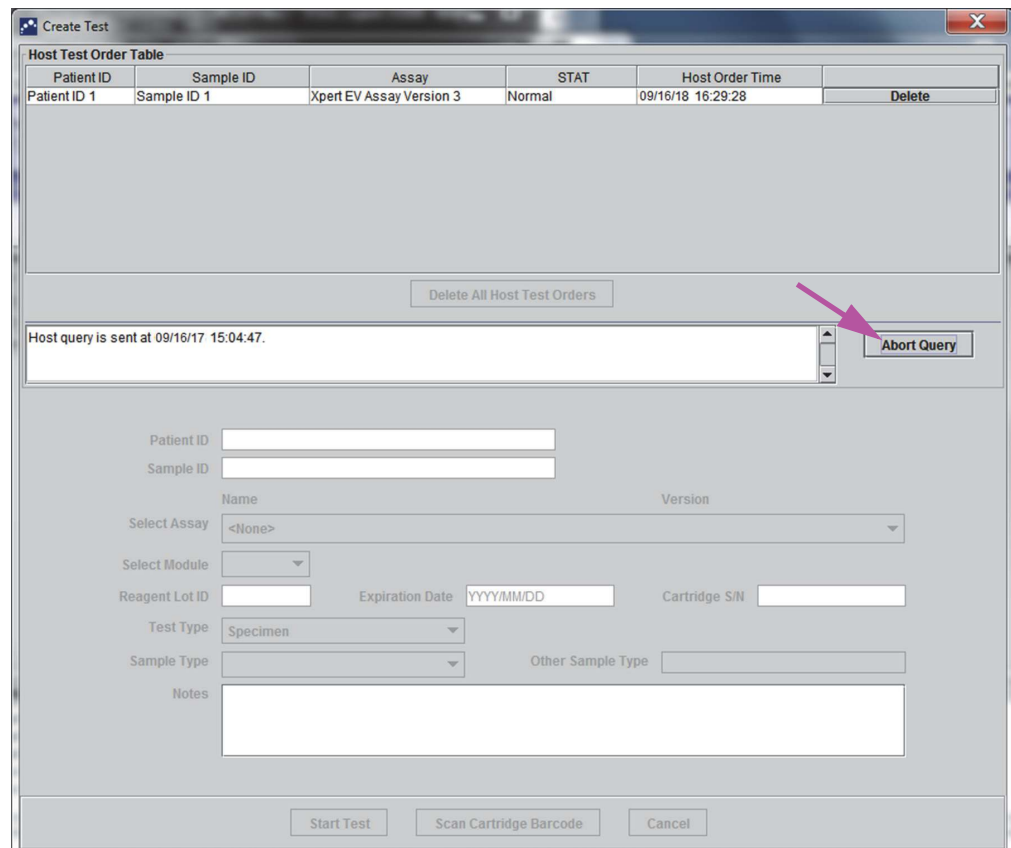 Create Test
Host Test Order Table
Patient ID Sample ID Assay STAT Host Order Time
Patient ID 1 Sample ID 1 Xpert EV Assay Version 3 Normal 09/16/18 16:29:28 Delete
Delete All Host Test Orders
Host query is sent at 09/16/17 15:04:47.
Abort Query
Patient ID
Sample ID
Name Version
Select Assay <None>
Select Module
Reagent Lot ID Expiration Date YYYY/MM/DD Cartridge S/N
Test Type Specimen
Sample Type Other Sample Type
Notes
Start Test Scan Cartridge Barcode Cancel